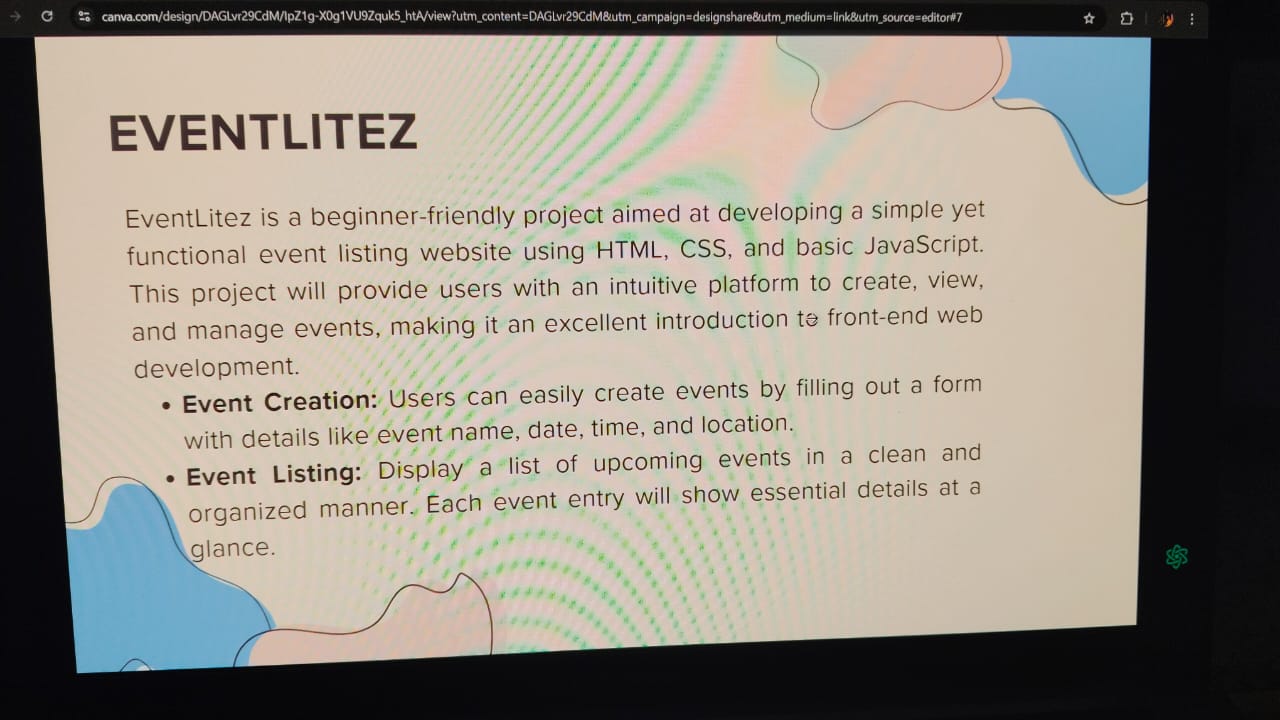 canva.com/design/DAGLvr29CdM/IpZ1g-X0g1VU9Zquk5_htA/view?utm_content=DAGLvr29CdM&utm_campaign=designshare&utm_medium=link&utm_source=editor#7
EVENTLITEZ
EventLitez is a beginner-friendly project aimed at developing a simple yet
functional event listing website using HTML, CSS, and basic JavaScript.
This project will provide users with an intuitive platform to create, view,
and manage events, making it an excellent introduction to front-end web
development.
• Event Creation: Users can easily create events by filling out a form
with details like event name, date, time, and location.
• Event Listing: Display a list of upcoming events in a clean and
organized manner. Each event entry will show essential details at a
glance.